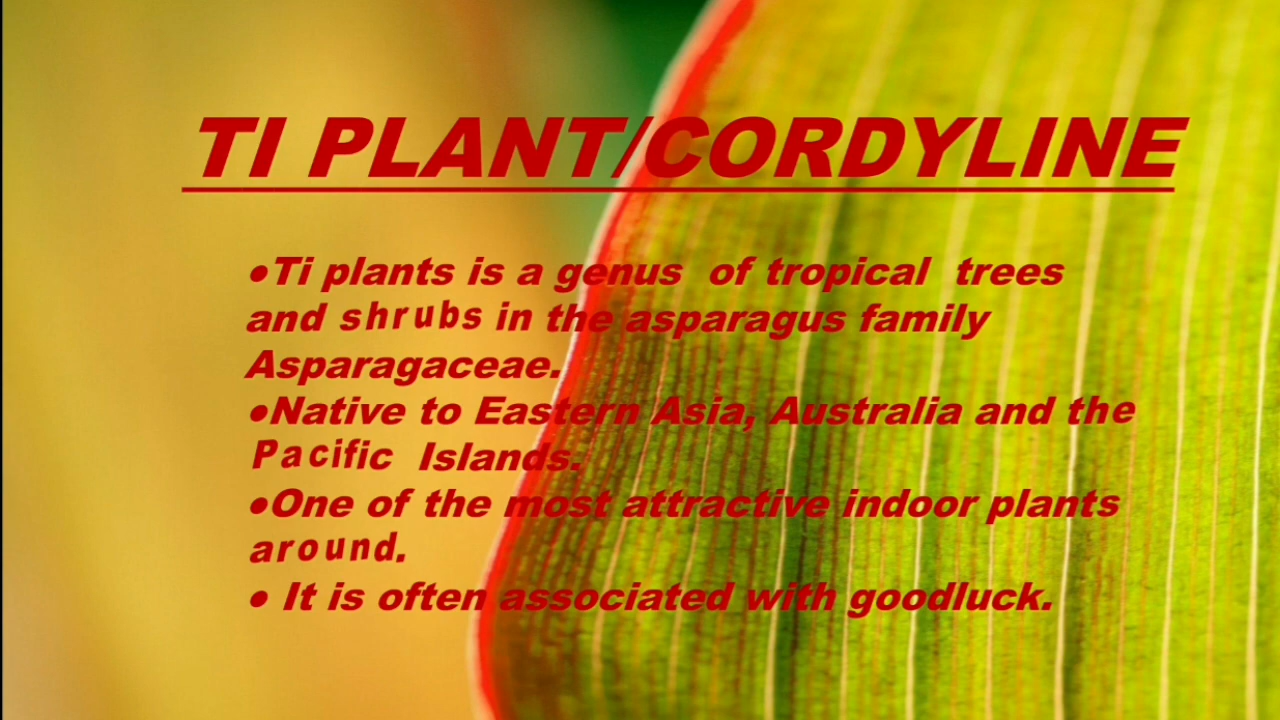 TI PLANT/CORDYLINE
●Ti plants is a genus of tropical trees
and shrubs in the asparagus family
Asparagaceae.
●Native to Eastern Asia, Australia and the
Pacific Islands.
●One of the most attractive indoor plants
around.
● It is often associated with goodluck.